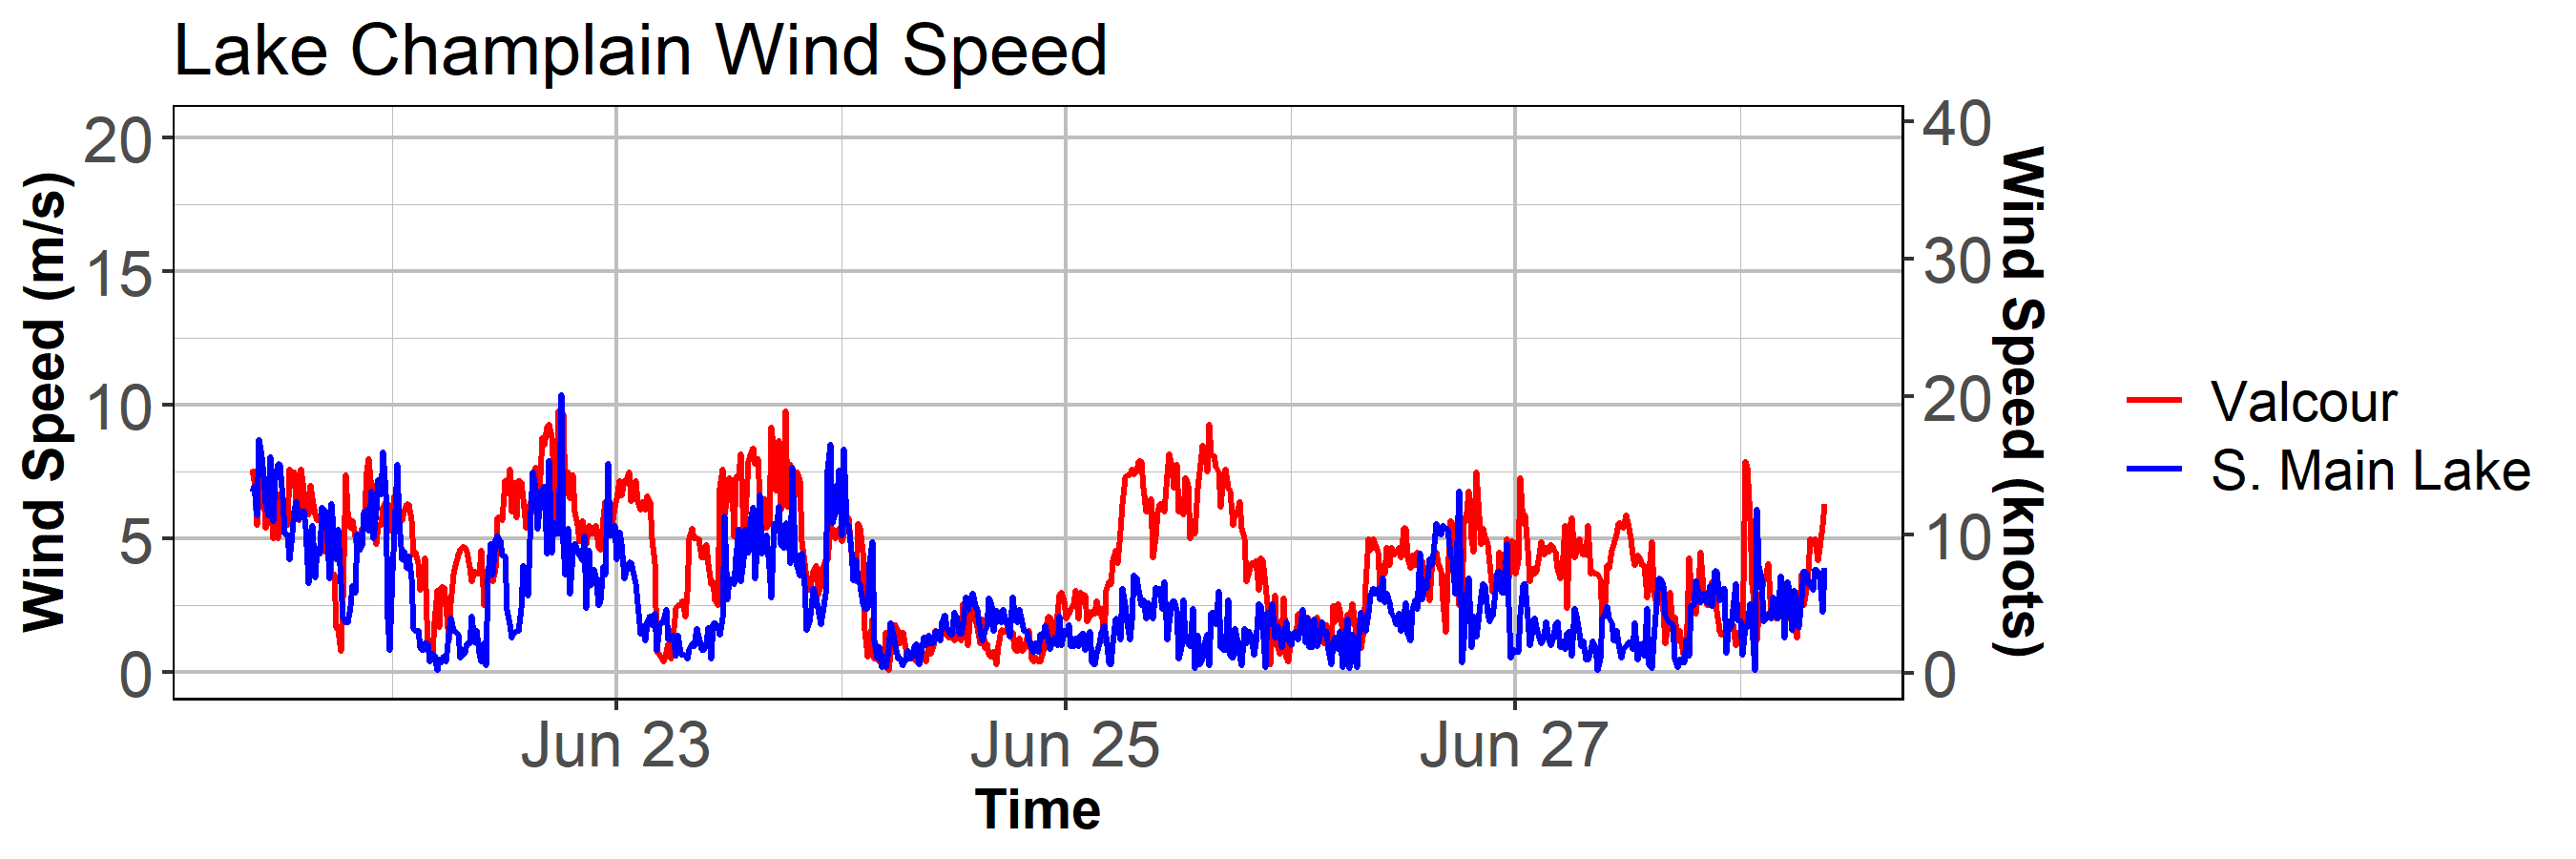 Lake Champlain Wind Speed
Wind Speed (m/s)
20
15
10
5
0
40
30
20
10
0
Wind Speed (knots)
Jun 23
Jun 25
Jun 27
Time
Valcour
S. Main Lake